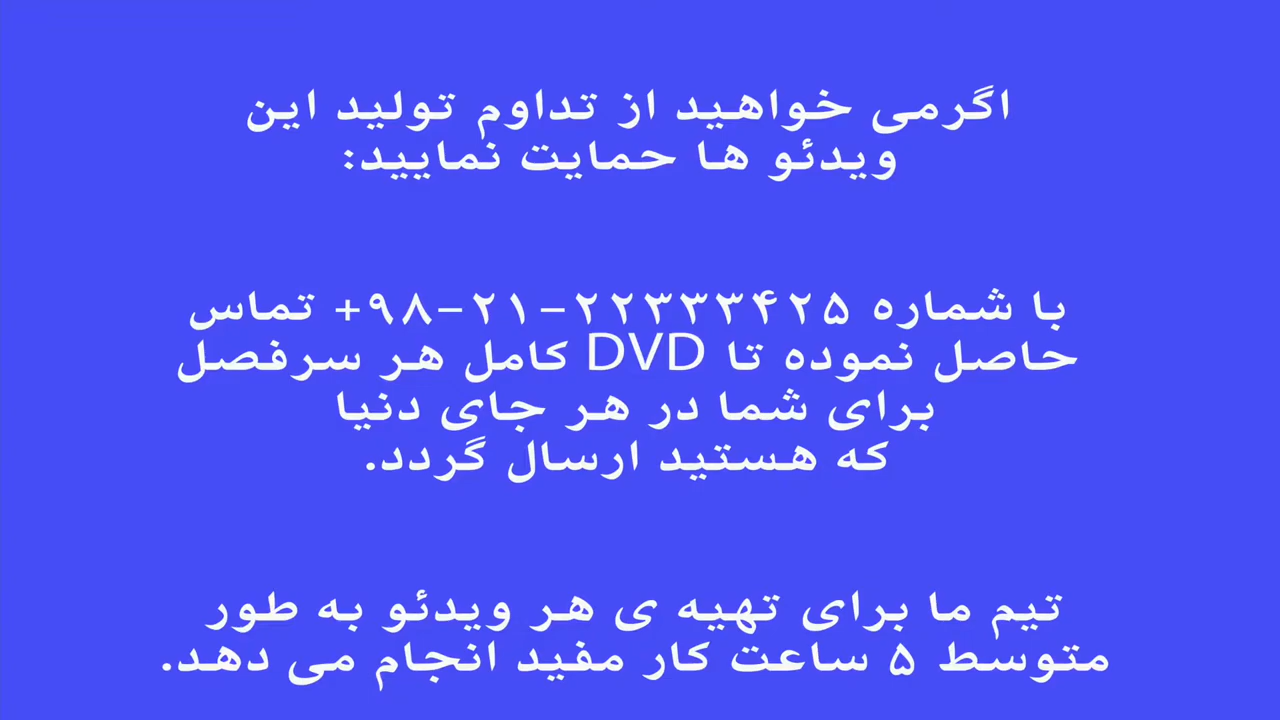 اگرمی خواهید از تداوم تولید این
ویدئو ها حمایت نمایید:
با شماره ۲۲۳۳۳۴۲۵-۲۱-۹۸+ تماس
حاصل نموده تا DVD کامل هر سرفصل
برای شما در هر جای دنیا
که هستید ارسال گردد.
تیم ما برای تهیه ی هر ویدئو به طور
متوسط ۵ ساعت کار مفید انجام می دهد.